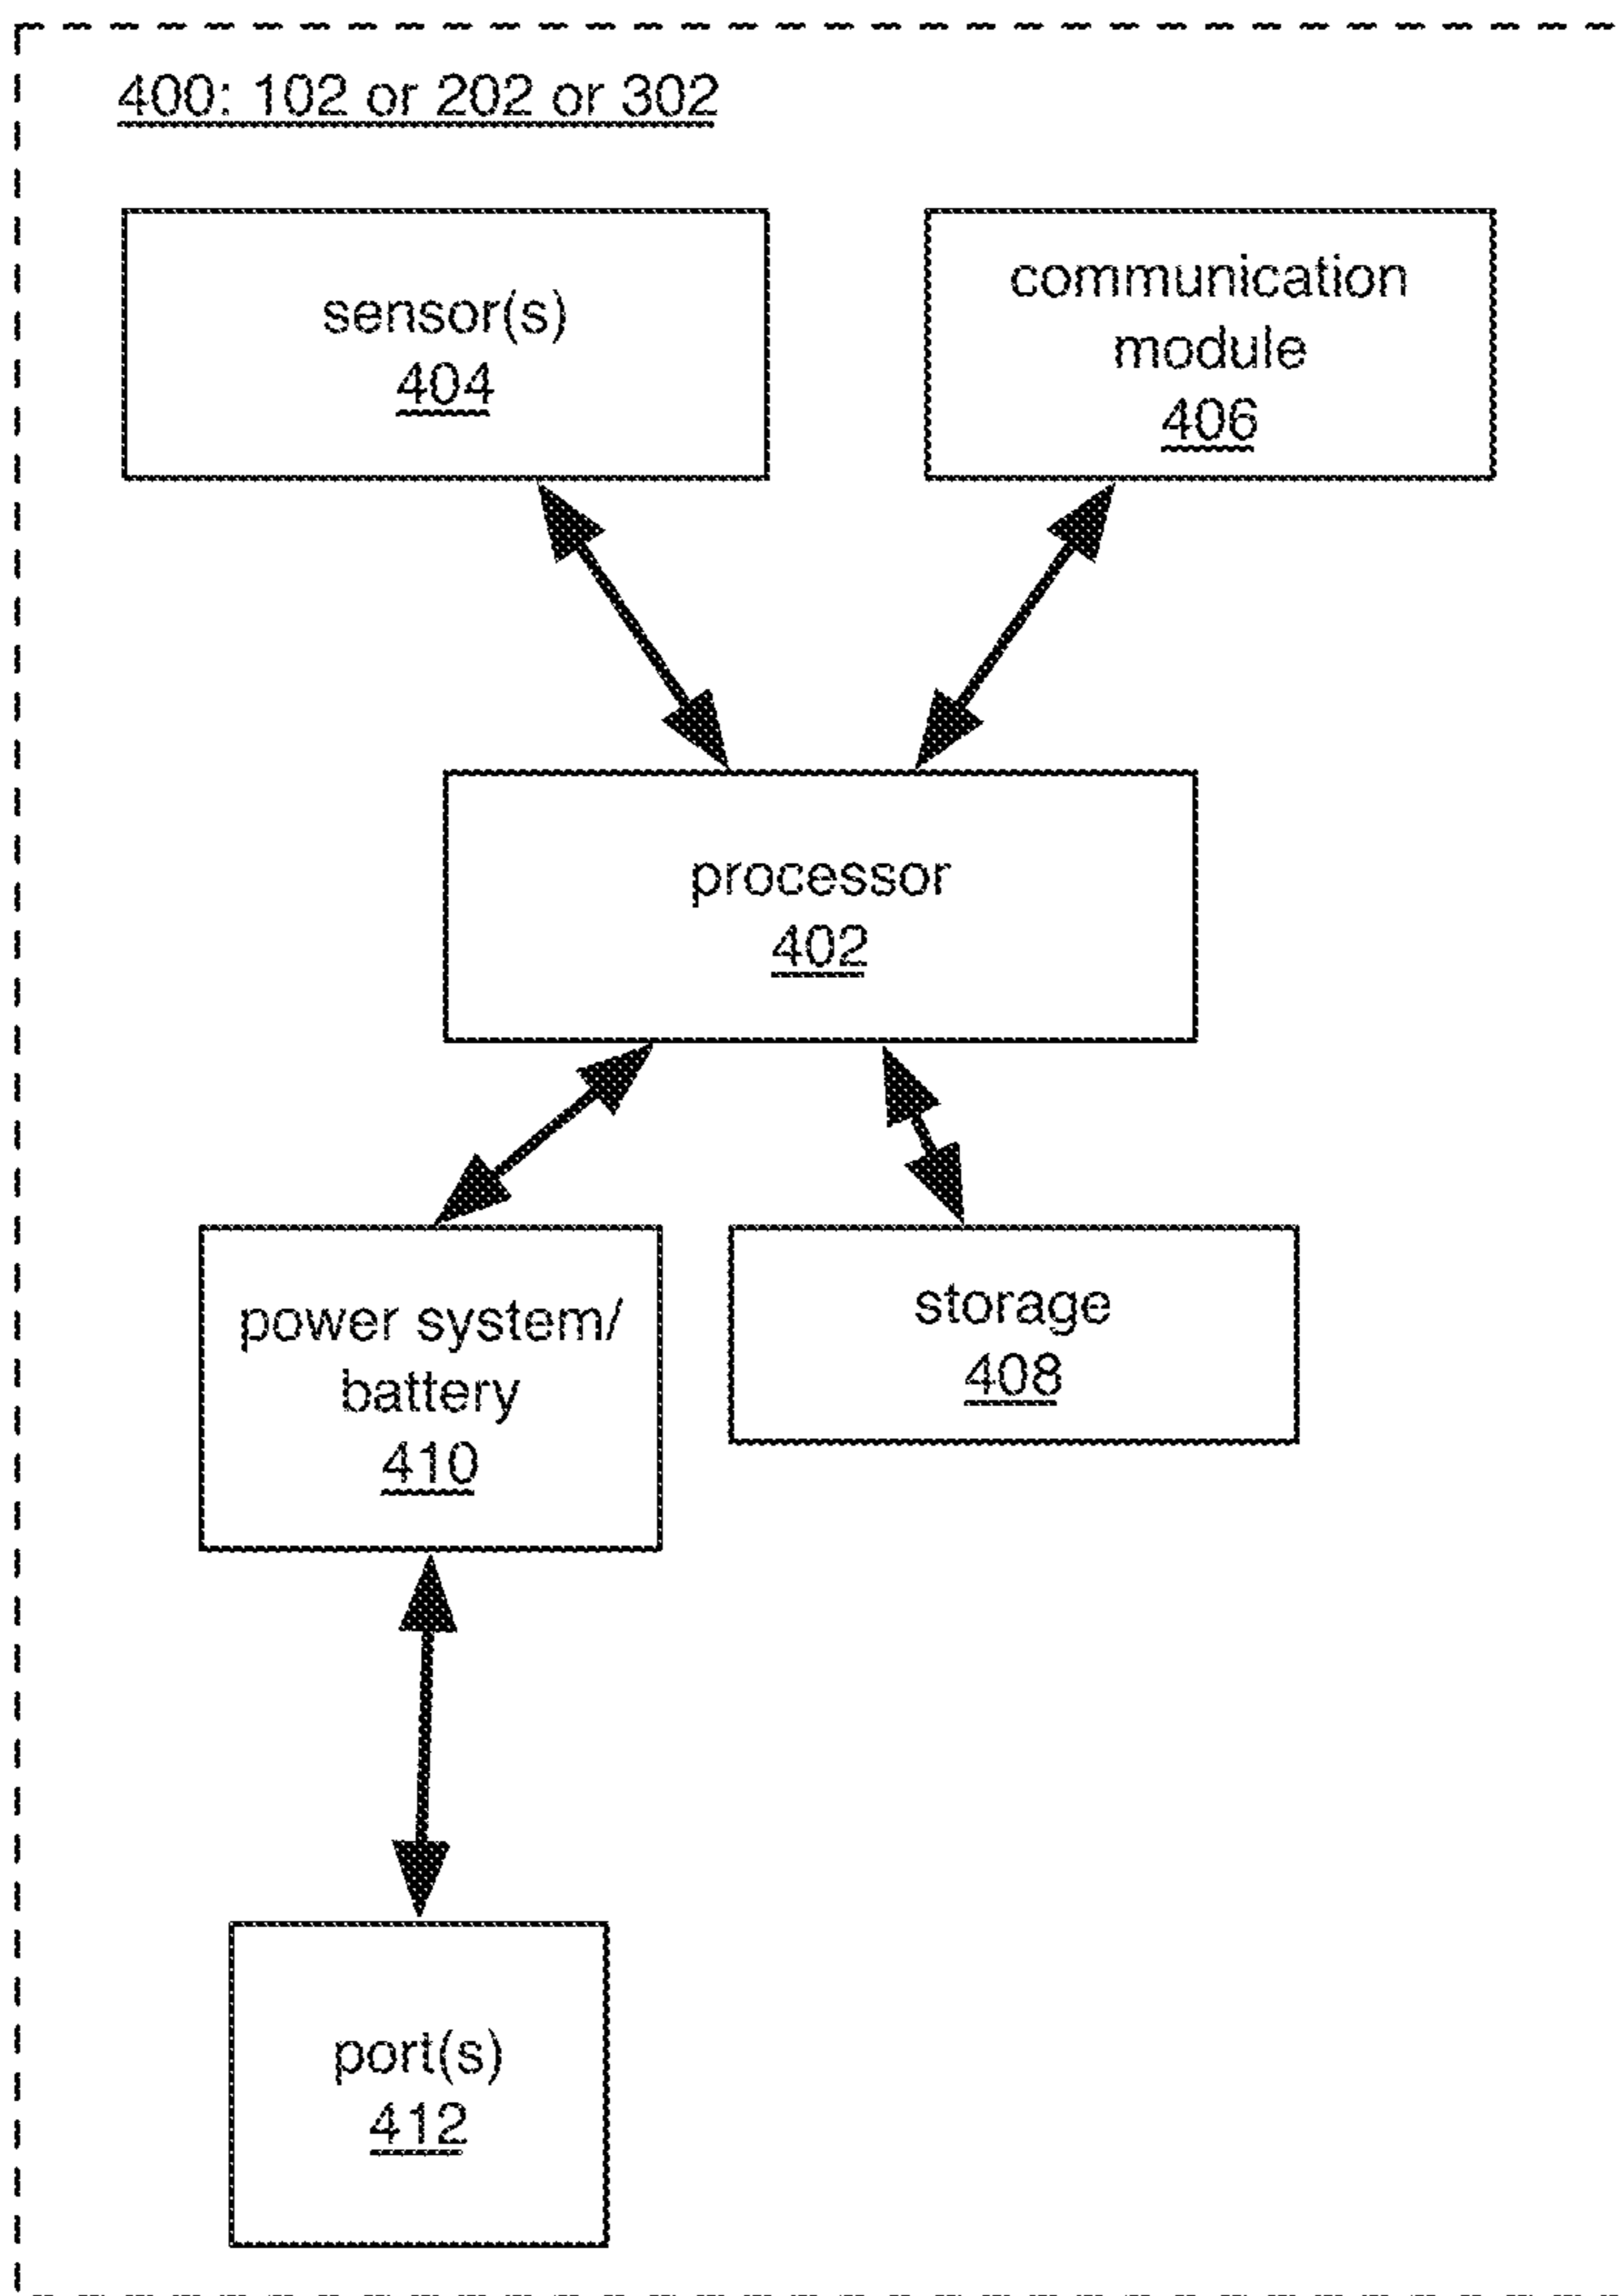 400: 102 or 202 or 302
sensor(s)
404
communication
module
406
processor
402
power system/
battery
410
storage
408
port(s)
412